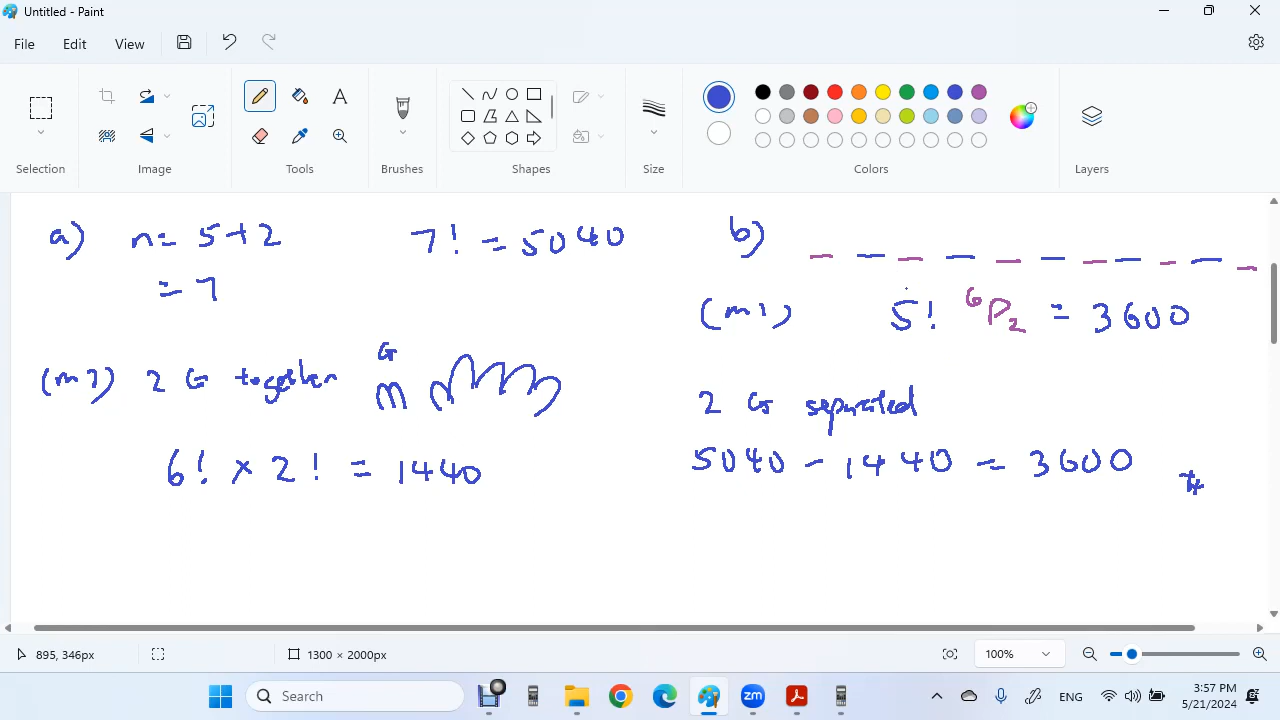 Untitled - Paint
File Edit View
Selection Image Tools Brushes Shapes Size Colors Layers
a) n= 5+2 7! = 5040 b)
= 7
(m1) 5! ⁶P₂ = 3600
(m2) 2 G together G
2 G separated
6! × 2! = 1440
5040 - 1440 = 3600
895, 346px 1300 × 2000px 100%
Search ENG 3:57 PM
5/21/2024